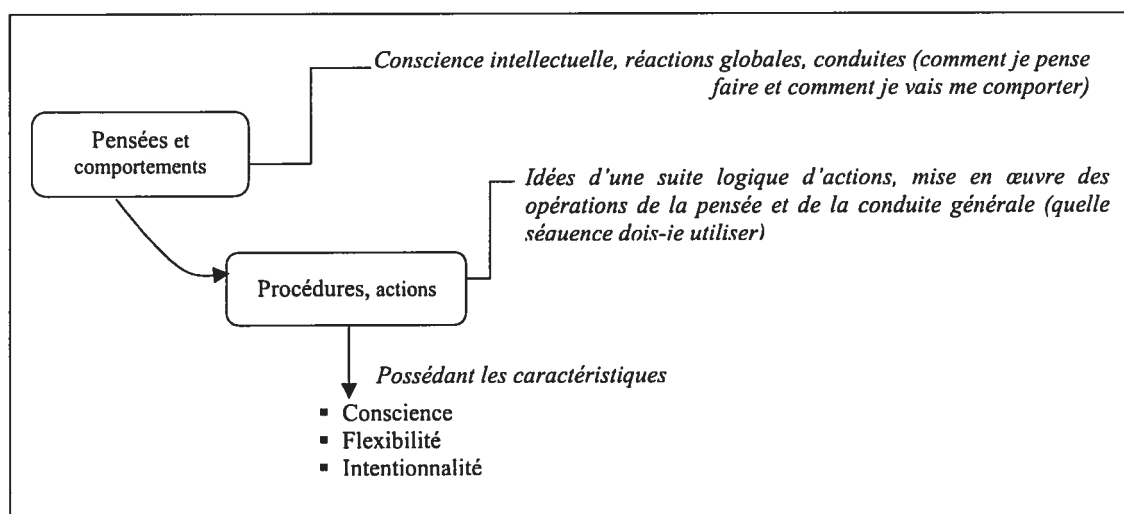 Conscience intellectuelle, réactions globales, conduites (comment je pense
faire et comment je vais me comporter)
Pensées et
comportements
Idées d'une suite logique d'actions, mise en œuvre des
opérations de la pensée et de la conduite générale (quelle
séquence dois-je utiliser)
Procédures, actions
Possédant les caractéristiques
▪ Conscience
▪ Flexibilité
▪ Intentionnalité